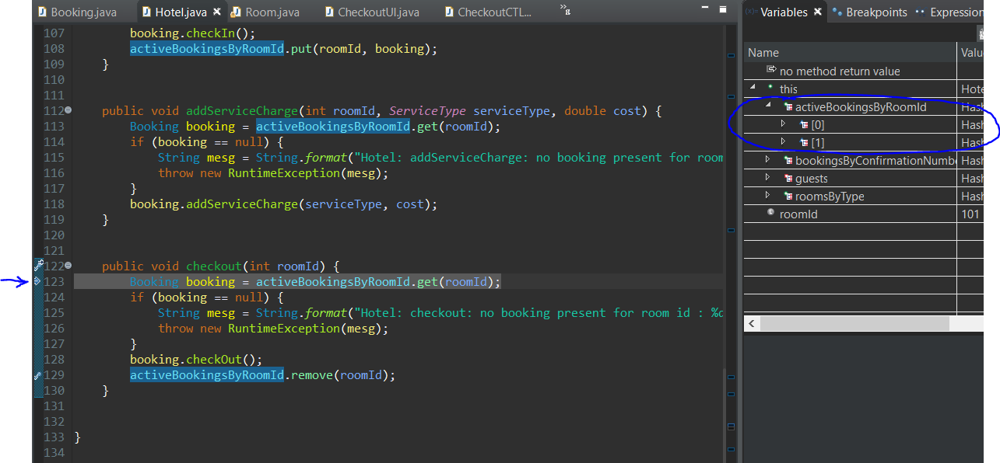 Booking.java Hotel.java Room.java CheckoutUI.java CheckoutCTL... 8
107 booking.checkIn();
108 activeBookingsByRoomId.put(roomId, booking);
109 }
110
111
112 public void addServiceCharge(int roomId, ServiceType serviceType, double cost) {
113 Booking booking = activeBookingsByRoomId.get(roomId);
114 if (booking == null) {
115 String mesg = String.format("Hotel: addServiceCharge: no booking present for room
116 throw new RuntimeException(mesg);
117 }
118 booking.addServiceCharge(serviceType, cost);
119 }
120
121
122 public void checkout(int roomId) {
123 Booking booking = activeBookingsByRoomId.get(roomId);
124 if (booking == null) {
125 String mesg = String.format("Hotel: checkout: no booking present for room id : %d
126 throw new RuntimeException(mesg);
127 }
128 booking.checkOut();
129 activeBookingsByRoomId.remove(roomId);
130 }
131
132
133 }
134
Variables Breakpoints Expression
Name Valu
no method return value
this Hote
activeBookingsByRoomId Hash
[0] Hash
[1] Hash
bookingsByConfirmationNumbe Hash
guests Hash
roomsByType Hash
roomId 101